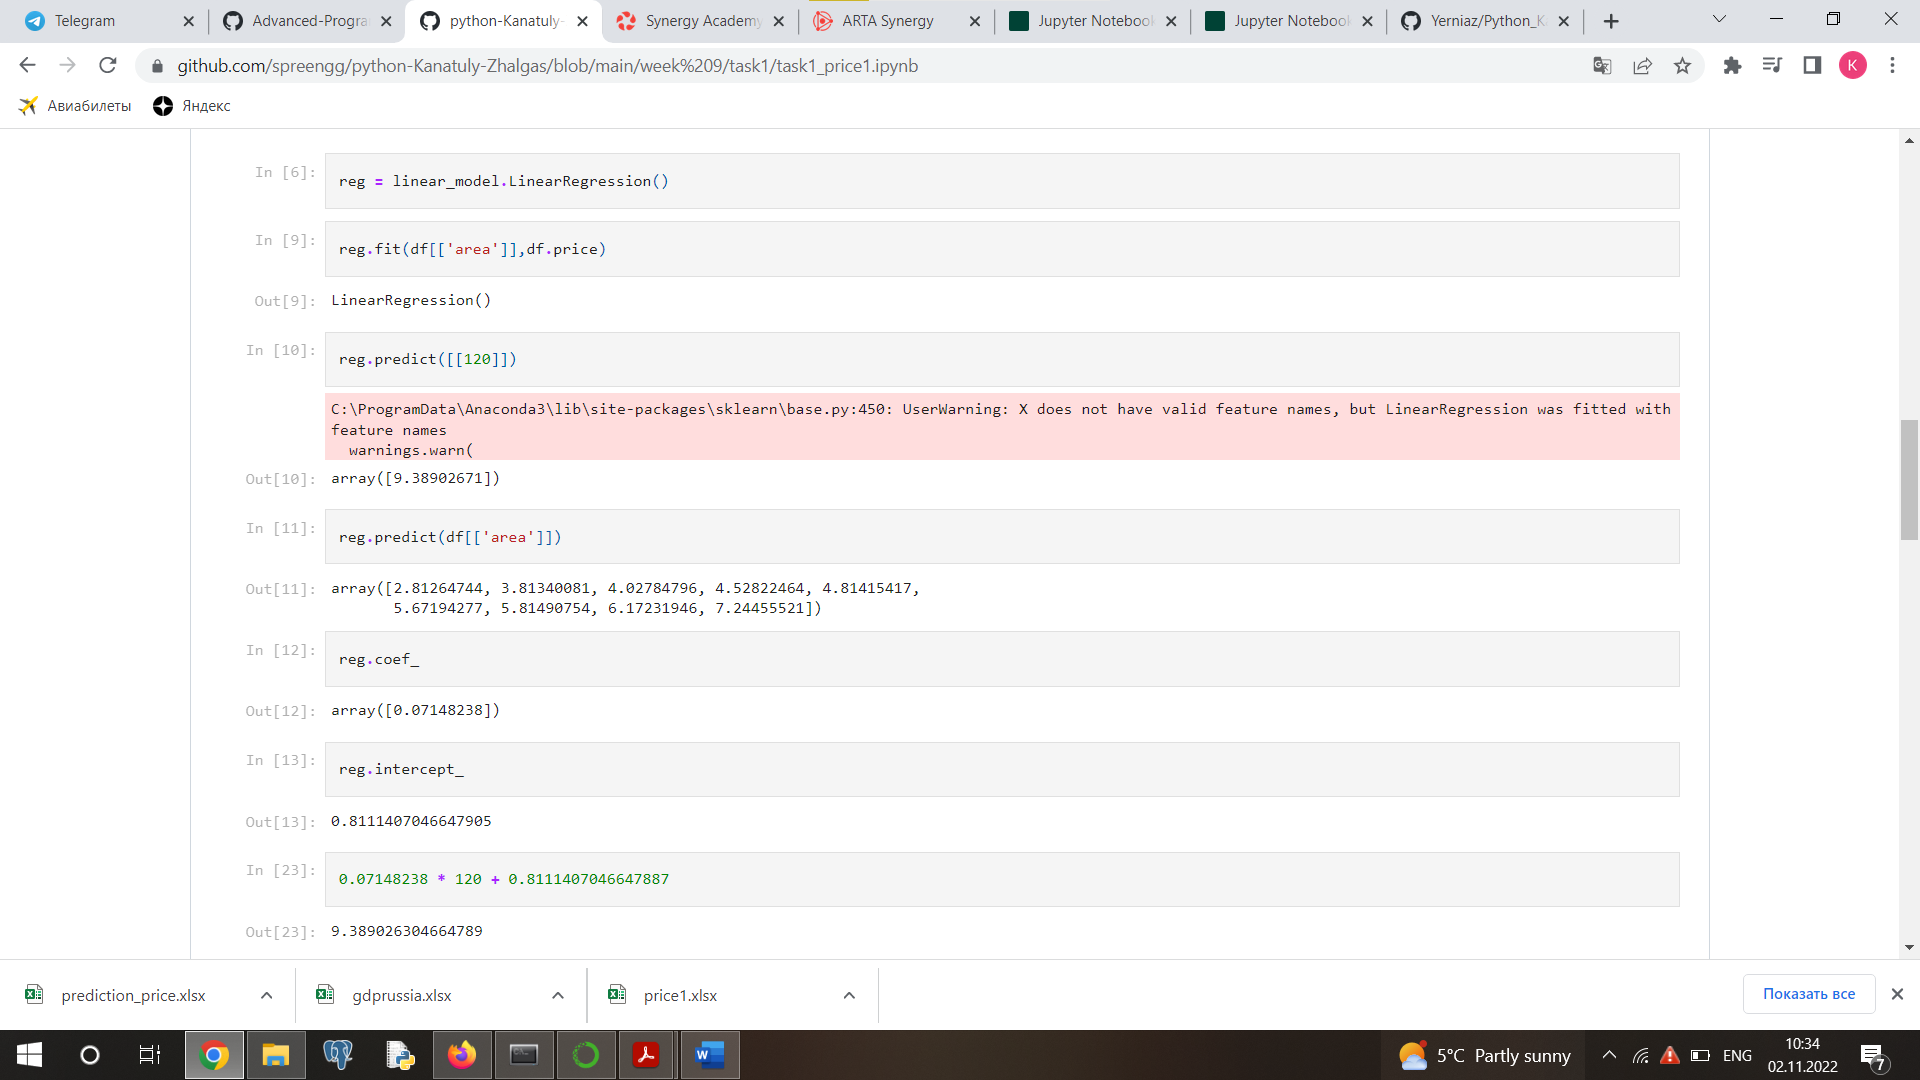 Telegram
Advanced-Progra
python-Kanatuly-
Synergy Academy
ARTA Synergy
Jupyter Notebook
Jupyter Notebook
Yerniaz/Python_K
github.com/spreengg/python-Kanatuly-Zhalgas/blob/main/week%209/task1/task1_price1.ipynb
K
Авиабилеты
Яндекс
In [6]:
reg = linear_model.LinearRegression()
In [9]:
reg.fit(df[['area']],df.price)
Out[9]: LinearRegression()
In [10]:
reg.predict([[120]])
C:\ProgramData\Anaconda3\lib\site-packages\sklearn\base.py:450: UserWarning: X does not have valid feature names, but LinearRegression was fitted with
feature names
warnings.warn(
Out[10]: array([9.38902671])
In [11]:
reg.predict(df[['area']])
Out[11]: array([2.81264744, 3.81340081, 4.02784796, 4.52822464, 4.81415417,
5.67194277, 5.81490754, 6.17231946, 7.24455521])
In [12]:
reg.coef_
Out[12]: array([0.07148238])
In [13]:
reg.intercept_
Out[13]: 0.8111407046647905
In [23]:
0.07148238 * 120 + 0.8111407046647887
Out[23]: 9.389026304664789
prediction_price.xlsx
gdprussia.xlsx
price1.xlsx
Показать все
5°C Partly sunny
ENG
10:34
02.11.2022
7